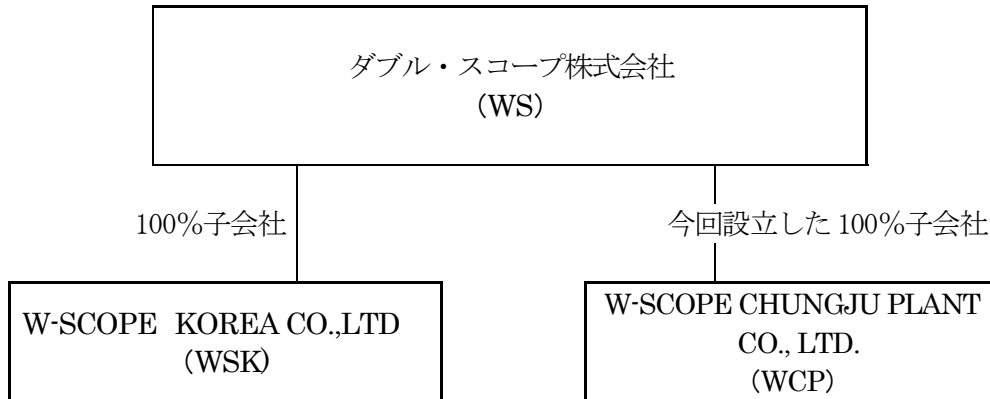 ダブル・スコープ株式会社
(WS)
100%子会社
今回設立した 100%子会社
W-SCOPE KOREA CO.,LTD
(WSK)
W-SCOPE CHUNGJU PLANT
CO., LTD.
(WCP)